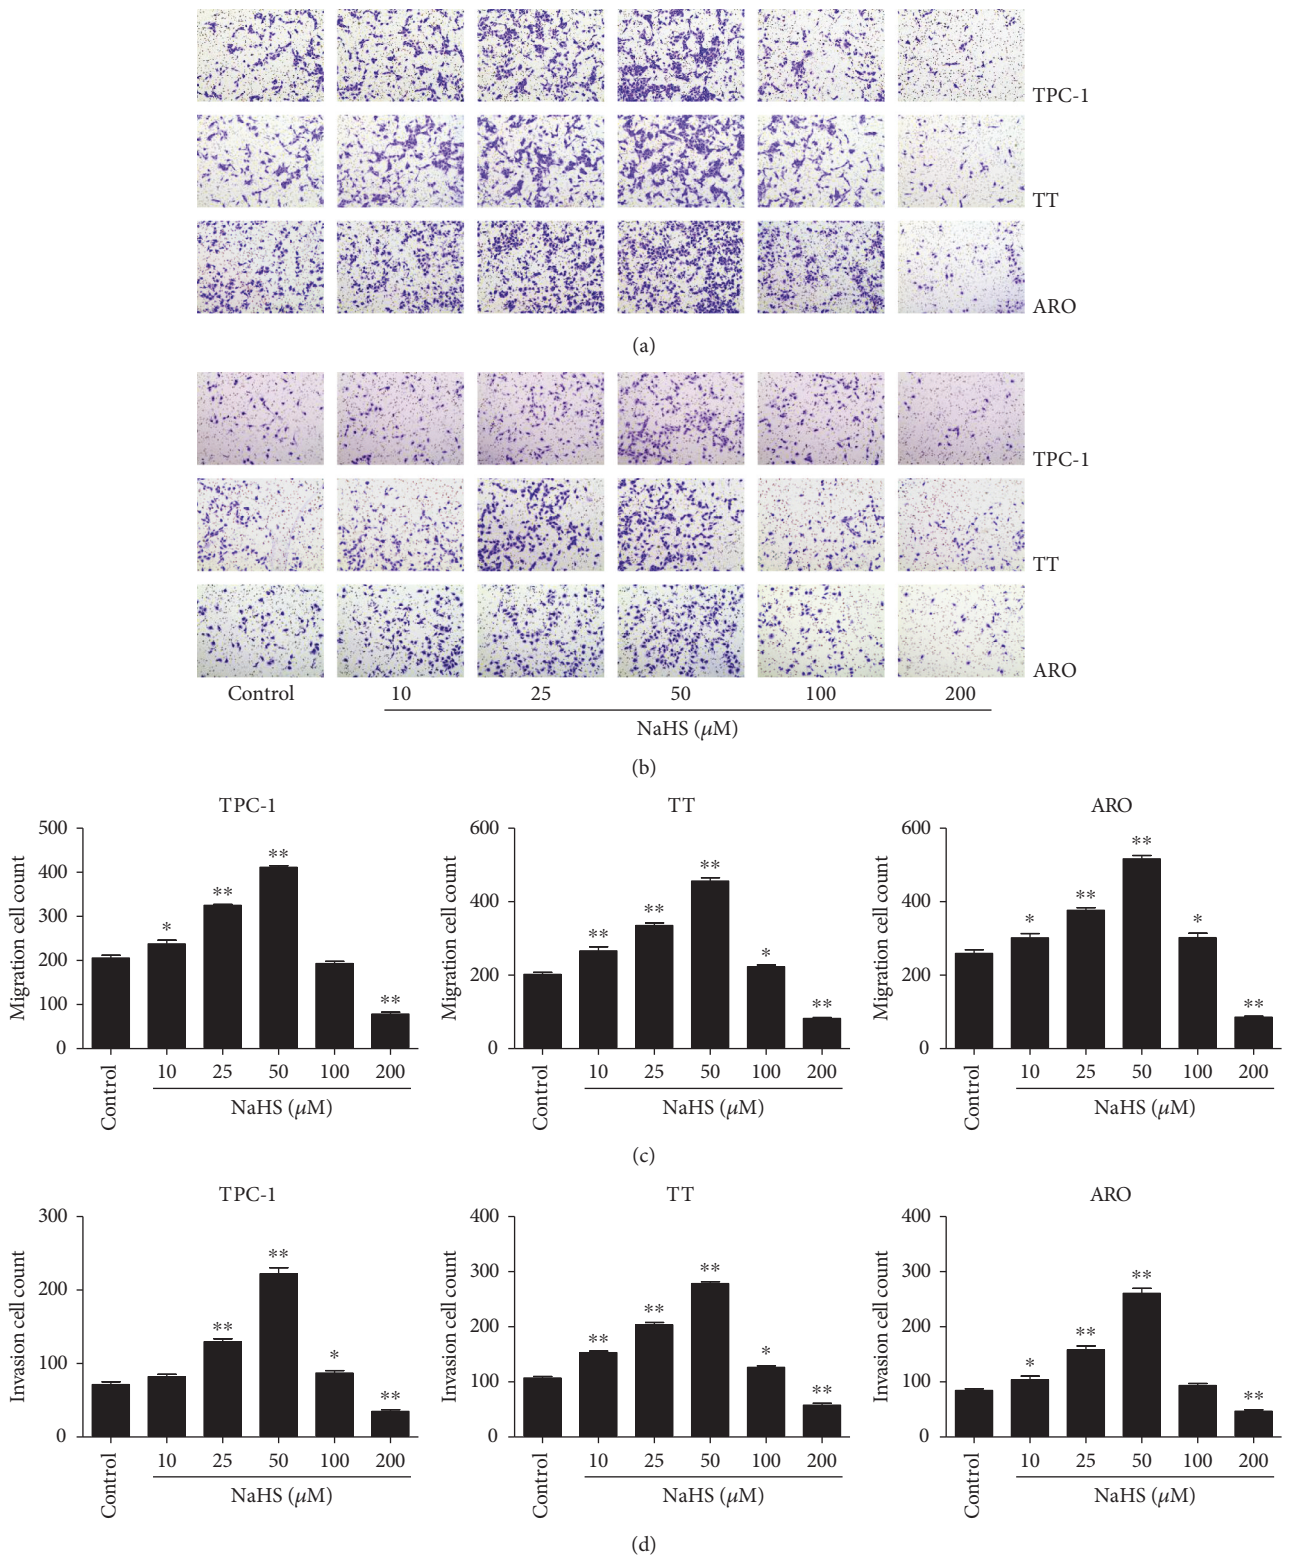 TPC-1
TT
ARO
(a)
TPC-1
TT
ARO
Control 10 25 50 100 200
NaHS (μM)
(b)
TPC-1 TT ARO
Migration cell count
500
400
300
200
100
0
* ** ** **
Control 10 25 50 100 200
NaHS (μM)
Migration cell count
600
400
200
0
** ** ** * **
Control 10 25 50 100 200
NaHS (μM)
Migration cell count
600
400
200
0
* ** ** * **
Control 10 25 50 100 200
NaHS (μM)
(c)
TPC-1 TT ARO
Invasion cell count
300
200
100
0
** ** * **
Control 10 25 50 100 200
NaHS (μM)
Invasion cell count
400
300
200
100
0
** ** ** * **
Control 10 25 50 100 200
NaHS (μM)
Invasion cell count
400
300
200
100
0
* ** ** **
Control 10 25 50 100 200
NaHS (μM)
(d)